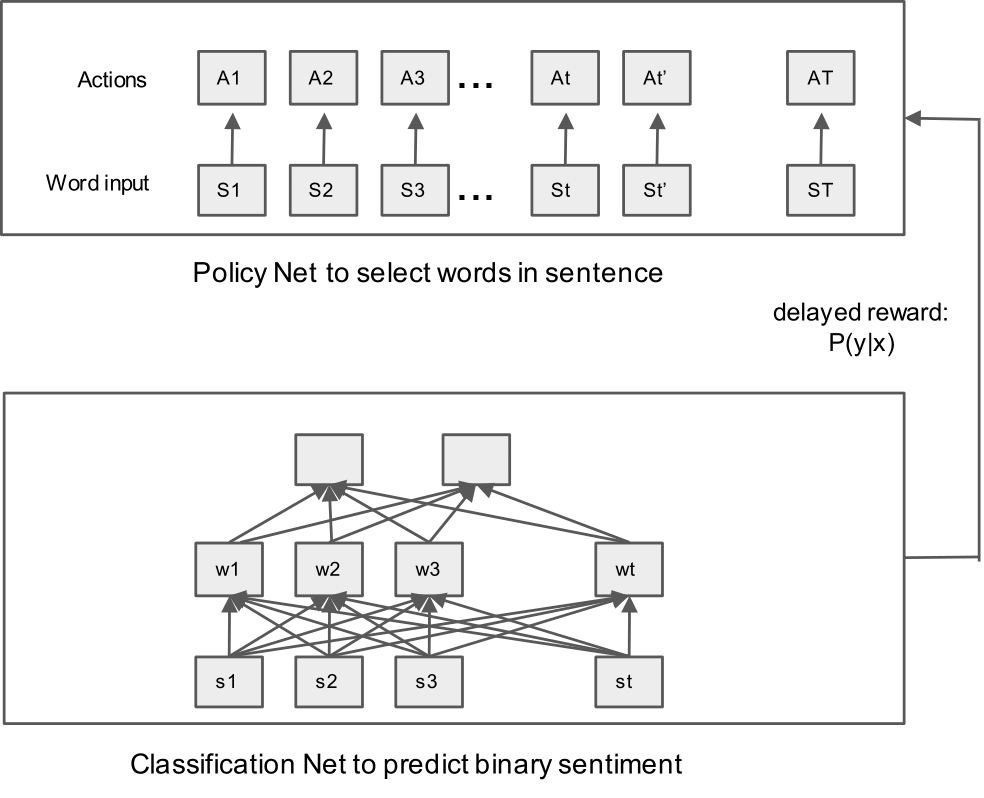 Actions A1 A2 A3 ... At At’ AT
Word input S1 S2 S3 ... St St’ ST
Policy Net to select words in sentence
delayed reward:
P(y|x)
w1 w2 w3 wt
s1 s2 s3 st
Classification Net to predict binary sentiment